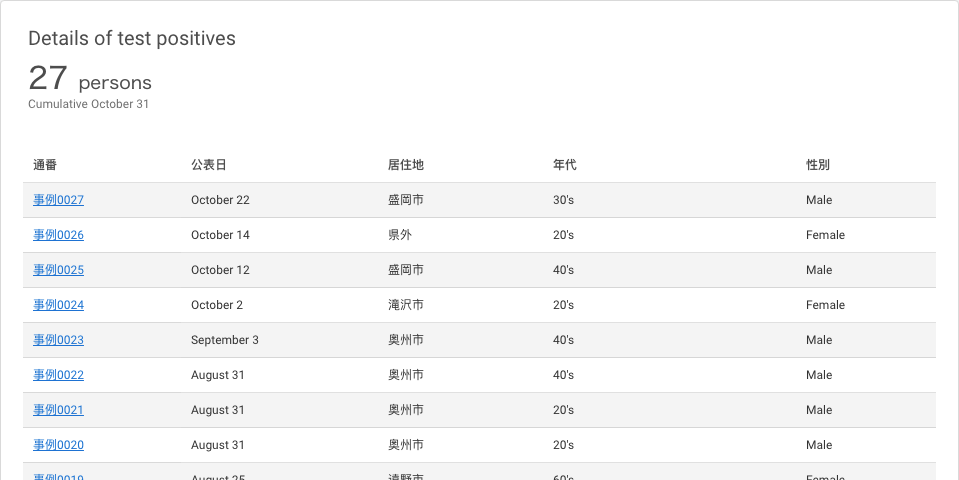 Details of test positives
27 persons
Cumulative October 31
通番 公表日 居住地 年代 性別
事例0027 October 22 盛岡市 30's Male
事例0026 October 14 県外 20's Female
事例0025 October 12 盛岡市 40's Male
事例0024 October 2 滝沢市 20's Female
事例0023 September 3 奥州市 40's Male
事例0022 August 31 奥州市 40's Male
事例0021 August 31 奥州市 20's Male
事例0020 August 31 奥州市 20's Male
事例0019 August 25 遠野市 60's Female